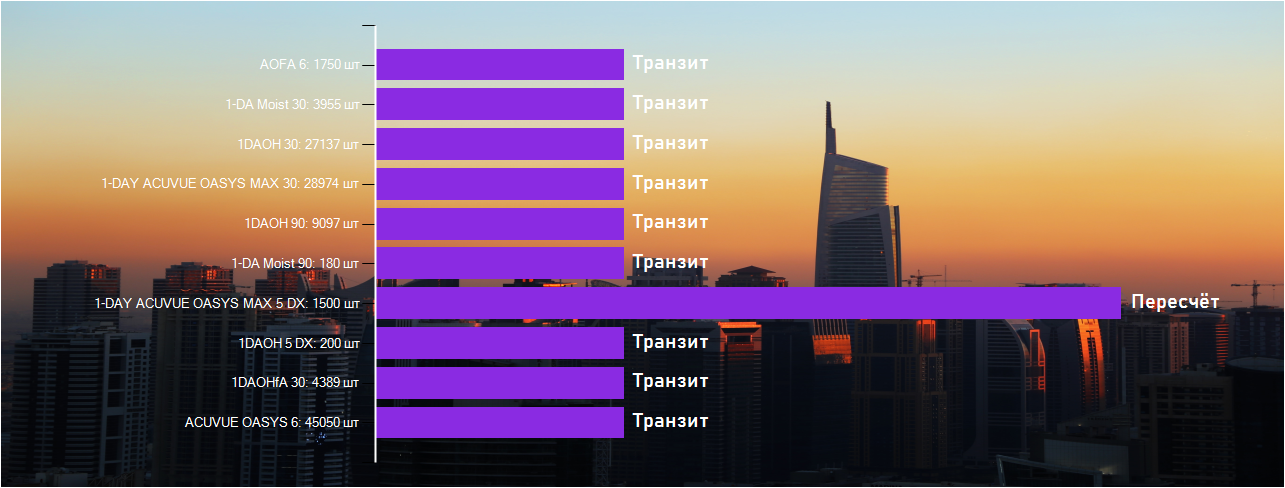 AOFA 6: 1750 шт Транзит
1-DA Moist 30: 3955 шт Транзит
1DAOH 30: 27137 шт Транзит
1-DAY ACUVUE OASYS MAX 30: 28974 шт Транзит
1DAOH 90: 9097 шт Транзит
1-DA Moist 90: 180 шт Транзит
1-DAY ACUVUE OASYS MAX 5 DX: 1500 шт Пересчёт
1DAOH 5 DX: 200 шт Транзит
1DAOHfA 30: 4389 шт Транзит
ACUVUE OASYS 6: 45050 шт Транзит